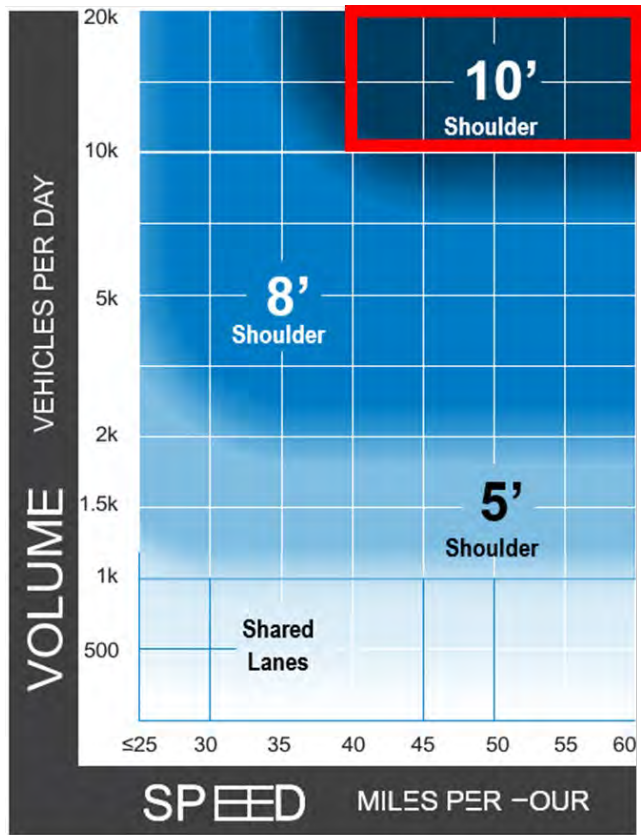 20k
10'
Shoulder
10k
8'
Shoulder
5k
2k
5'
Shoulder
1.5k
1k
Shared
Lanes
500
≤25 30 35 40 45 50 55 60
VOLUME VEHICLES PER DAY
SPEED MILES PER -OUR